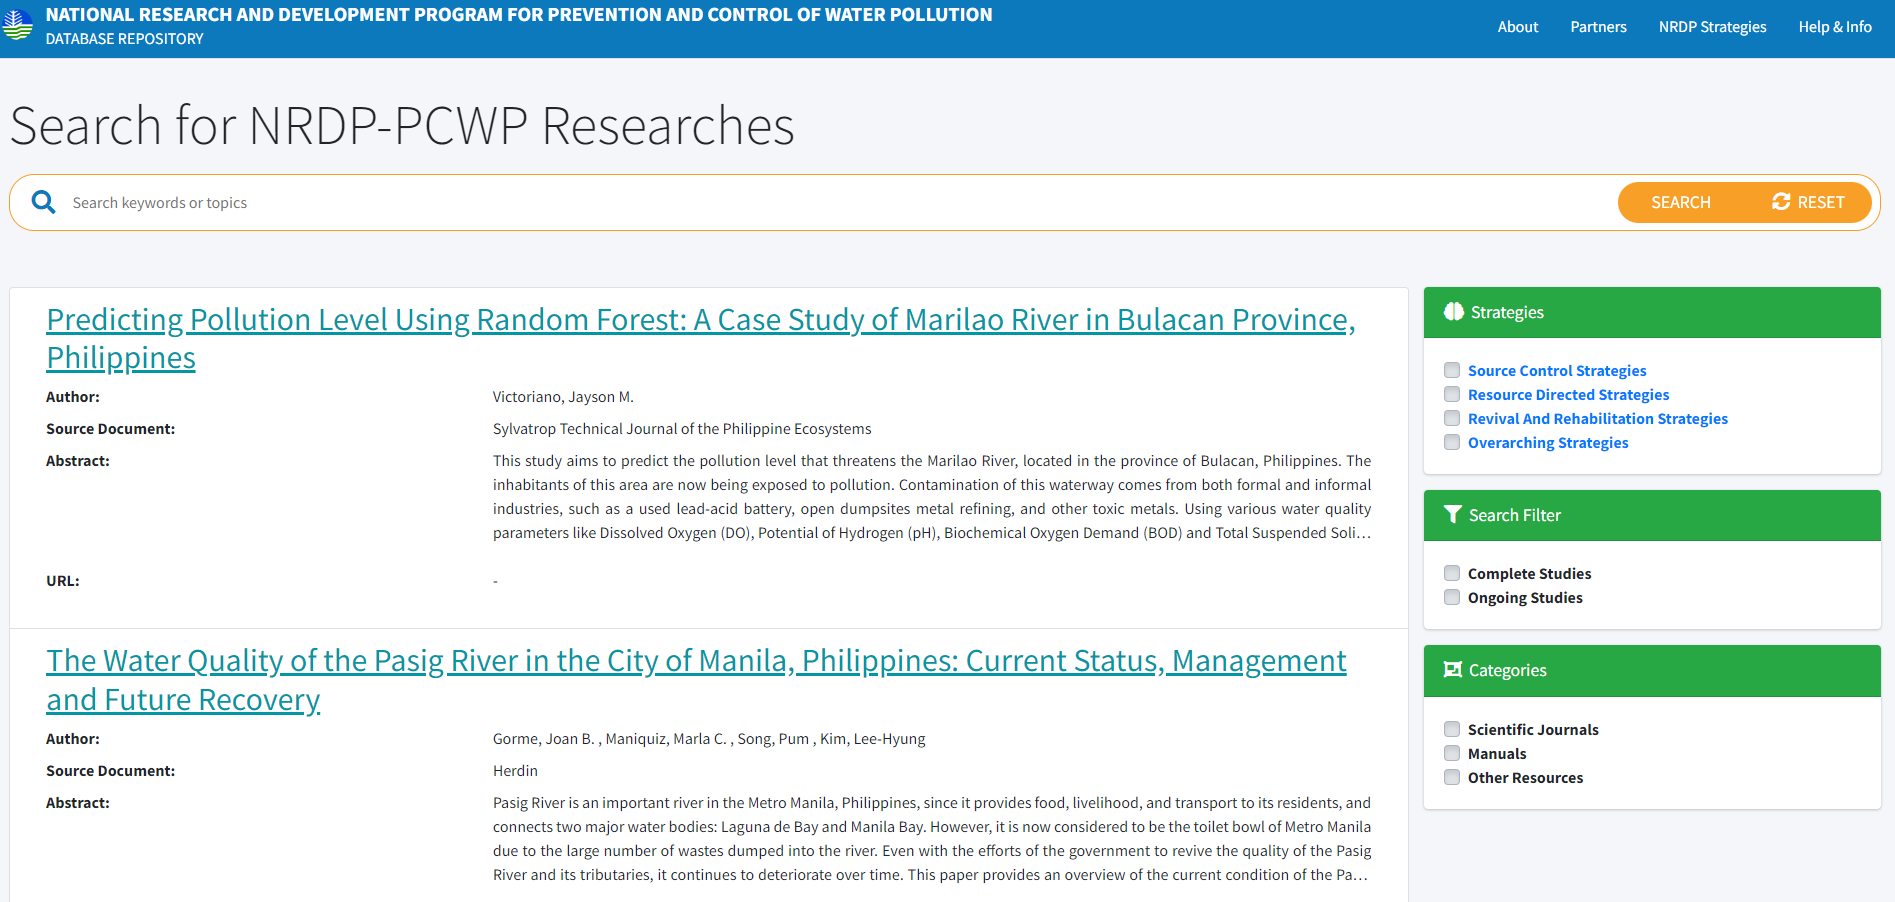 NATIONAL RESEARCH AND DEVELOPMENT PROGRAM FOR PREVENTION AND CONTROL OF WATER POLLUTION
DATABASE REPOSITORY
About
Partners
NRDP Strategies
Help & Info
Search for NRDP-PCWP Researches
Search keywords or topics
SEARCH
RESET
Predicting Pollution Level Using Random Forest: A Case Study of Marilao River in Bulacan Province,
Philippines
Author:
Victoriano, Jayson M.
Source Document:
Sylvatrop Technical Journal of the Philippine Ecosystems
Abstract:
This study aims to predict the pollution level that threatens the Marilao River, located in the province of Bulacan, Philippines. The
inhabitants of this area are now being exposed to pollution. Contamination of this waterway comes from both formal and informal
industries, such as a used lead-acid battery, open dumpsites metal refining, and other toxic metals. Using various water quality
parameters like Dissolved Oxygen (DO), Potential of Hydrogen (pH), Biochemical Oxygen Demand (BOD) and Total Suspended Soli…
URL:
-
The Water Quality of the Pasig River in the City of Manila, Philippines: Current Status, Management
and Future Recovery
Author:
Gorme, Joan B. , Maniquiz, Marla C. , Song, Pum , Kim, Lee-Hyung
Source Document:
Herdin
Abstract:
Pasig River is an important river in the Metro Manila, Philippines, since it provides food, livelihood, and transport to its residents, and
connects two major water bodies: Laguna de Bay and Manila Bay. However, it is now considered to be the toilet bowl of Metro Manila
due to the large number of wastes dumped into the river. Even with the efforts of the government to revive the quality of the Pasig
River and its tributaries, it continues to deteriorate over time. This paper provides an overview of the current condition of the Pa…
Strategies
Source Control Strategies
Resource Directed Strategies
Revival And Rehabilitation Strategies
Overarching Strategies
Search Filter
Complete Studies
Ongoing Studies
Categories
Scientific Journals
Manuals
Other Resources